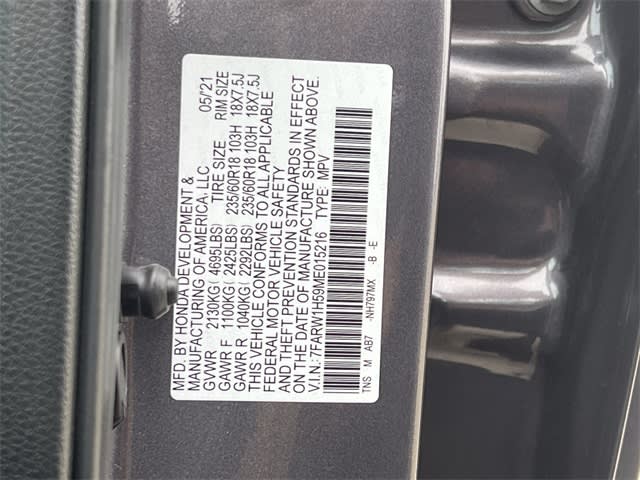 MFD. BY HONDA DEVELOPMENT &
MANUFACTURING OF AMERICA, LLC 05/21
GVWR 2130KG ( 4695LBS) TIRE SIZE RIM SIZE
GAWR F 1100KG ( 2425LBS) 235/60R18 103H 18X7.5J
GAWR R 1040KG ( 2292LBS) 235/60R18 103H 18X7.5J
THIS VEHICLE CONFORMS TO ALL APPLICABLE
FEDERAL MOTOR VEHICLE SAFETY
AND THEFT PREVENTION STANDARDS IN EFFECT
ON THE DATE OF MANUFACTURE SHOWN ABOVE.
V.I.N.:7FARW1H59ME015216 TYPE: MPV
TNS M AB7 -NH797MX -B -E